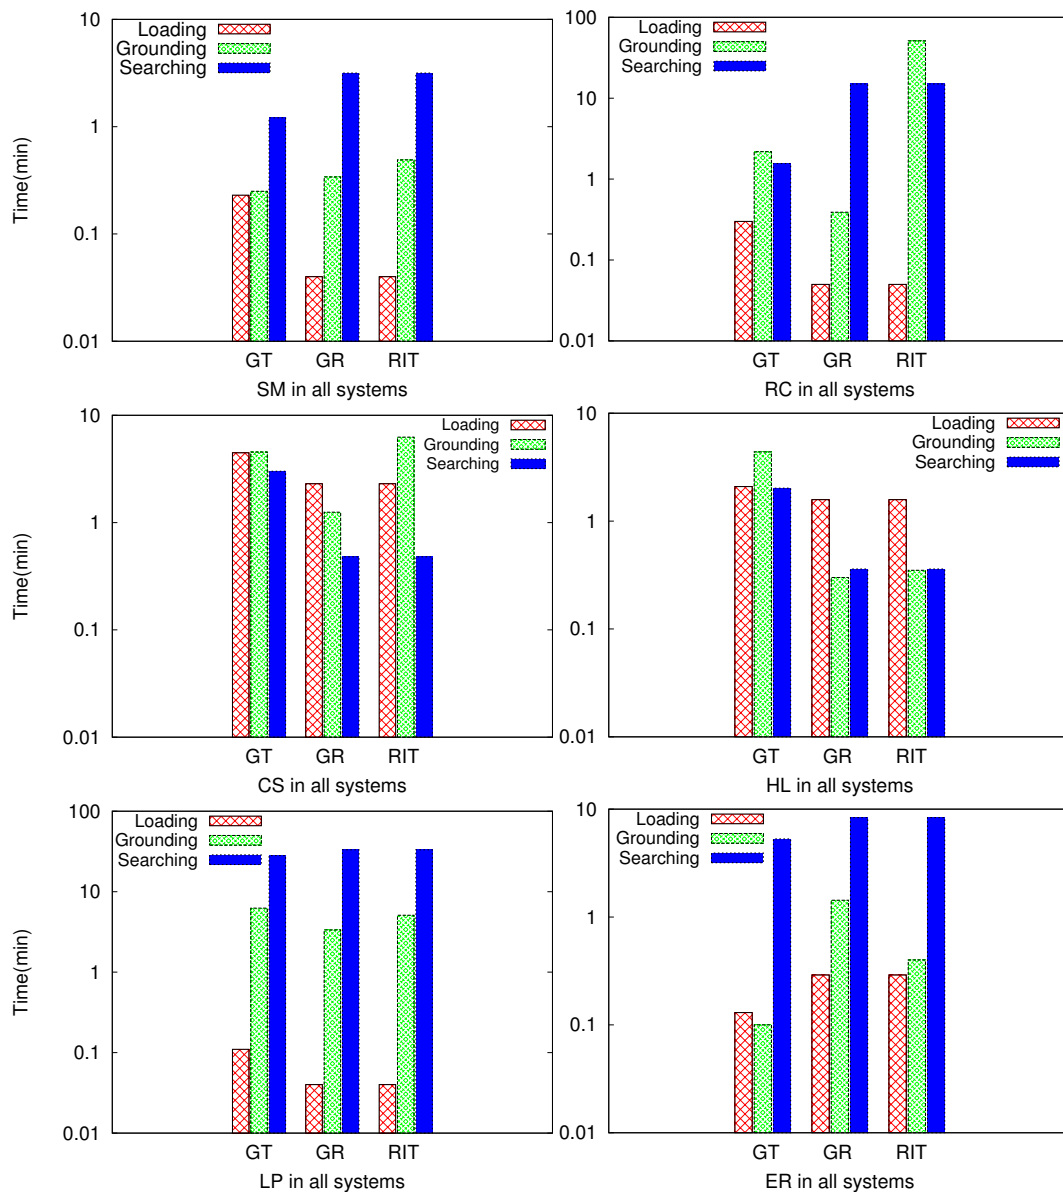 10
1
0.1
0.01
Time(min)
Loading
Grounding
Searching
GT GR RIT
SM in all systems
100
10
1
0.1
0.01
Loading
Grounding
Searching
GT GR RIT
RC in all systems
10
1
0.1
0.01
Time(min)
Loading
Grounding
Searching
GT GR RIT
CS in all systems
10
1
0.1
0.01
Loading
Grounding
Searching
GT GR RIT
HL in all systems
100
10
1
0.1
0.01
Time(min)
Loading
Grounding
Searching
GT GR RIT
LP in all systems
10
1
0.1
0.01
Loading
Grounding
Searching
GT GR RIT
ER in all systems